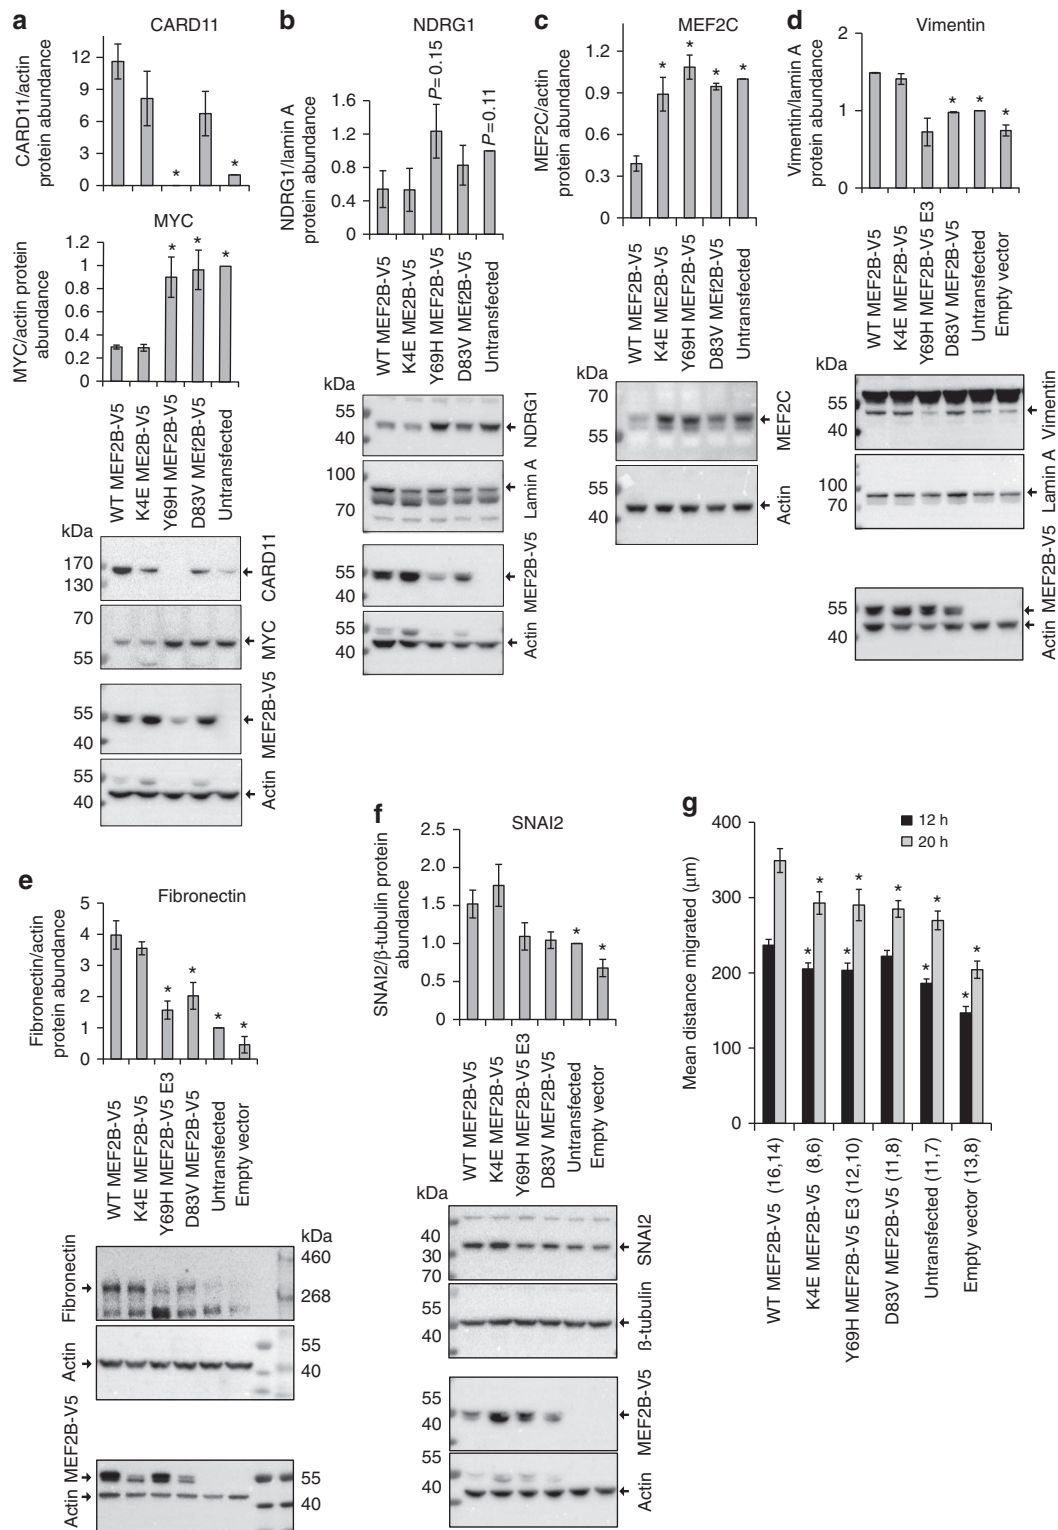 a
CARD11
CARD11/actin
protein abundance
12
9
6
3
0
*
*
MYC
MYC/actin protein
abundance
1.2
1
0.8
0.6
0.4
0.2
0
*
*
*
WT MEF2B-V5
K4E ME2B-V5
Y69H MEF2B-V5
D83V MEf2B-V5
Untransfected
kDa
170
130
CARD11
70
55
MYC
55
40
MEF2B-V5
55
40
Actin
b
NDRG1
NDRG1/lamin A
protein abundance
1.6
1.2
0.8
0.4
0
P=0.15
P=0.11
WT MEF2B-V5
K4E ME2B-V5
Y69H MEF2B-V5
D83V MEf2B-V5
Untransfected
kDa
55
40
NDRG1
100
70
Lamin A
55
40
MEF2B-V5
55
40
Actin
c
MEF2C
MEF2C/actin
protein abundance
1.2
0.9
0.6
0.3
0
*
*
*
*
WT MEF2B-V5
K4E MEF2B-V5
Y69H MEF2B-V5
D83V MEF2B-V5
Untransfected
kDa
70
55
MEF2C
55
40
Actin
d
Vimentin
Vimentin/lamin A
protein abundance
2
1
0
*
*
*
WT MEF2B-V5
K4E MEF2B-V5
Y69H MEF2B-V5 E3
D83V MEF2B-V5
Untransfected
Empty vector
kDa
55
40
Vimentin
100
70
Lamin A
55
40
MEF2B-V5
Actin
e
Fibronectin
Fibronectin/actin
protein abundance
5
4
3
2
1
0
*
*
*
*
WT MEF2B-V5
K4E MEF2B-V5
Y69H MEF2B-V5 E3
D83V MEF2B-V5
Untransfected
Empty vector
kDa
460
268
Fibronectin
55
40
Actin
55
40
MEF2B-V5
Actin
f
SNAI2
SNAI2/β-tubulin protein
abundance
2.5
2.0
1.5
1.0
0.5
0
*
*
WT MEF2B-V5
K4E MEF2B-V5
Y69H MEF2B-V5 E3
D83V MEF2B-V5
Untransfected
Empty vector
kDa
40
30
70
SNAI2
55
40
ß-tubulin
55
40
MEF2B-V5
55
40
Actin
g
12 h
20 h
Mean distance migrated (μm)
400
300
200
100
0
*
*
*
*
*
*
*
*
*
WT MEF2B-V5 (16,14)
K4E MEF2B-V5 (8,6)
Y69H MEF2B-V5 E3 (12,10)
D83V MEF2B-V5 (11,8)
Untransfected (11,7)
Empty vector (13,8)